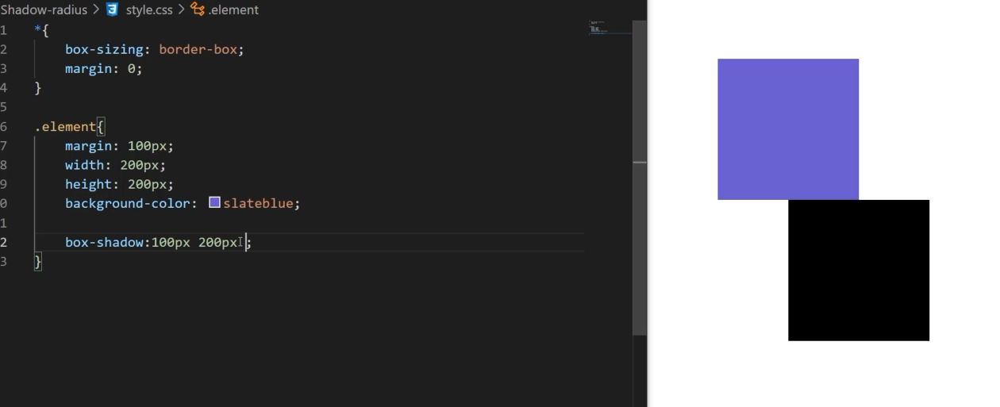 Shadow-radius > style.css > .element
1 *{
2 box-sizing: border-box;
3 margin: 0;
4 }
5
6 .element{
7 margin: 100px;
8 width: 200px;
9 height: 200px;
0 background-color: slateblue;
1
2 box-shadow:100px 200px ;
3 }